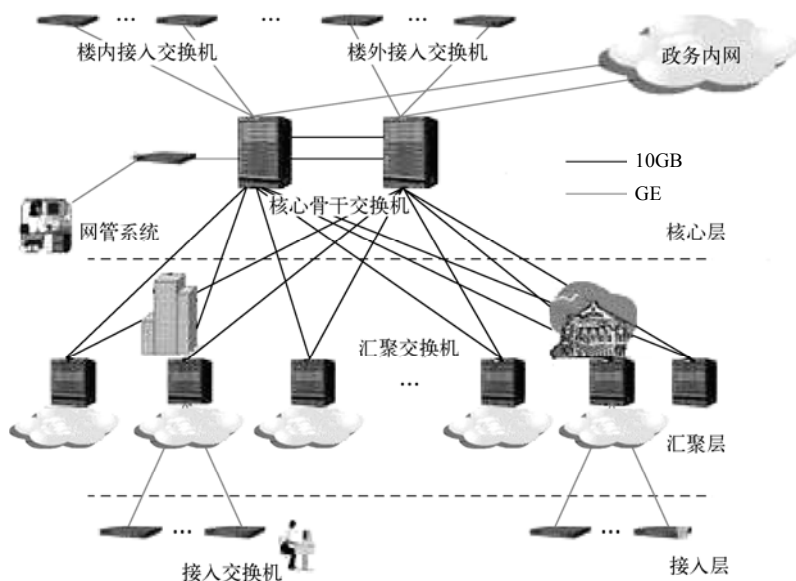 ... ... ...
楼内接入交换机 楼外接入交换机 政务内网
10GB
GE
核心骨干交换机
网管系统 核心层
汇聚交换机
...
汇聚层
... ...
接入交换机 接入层